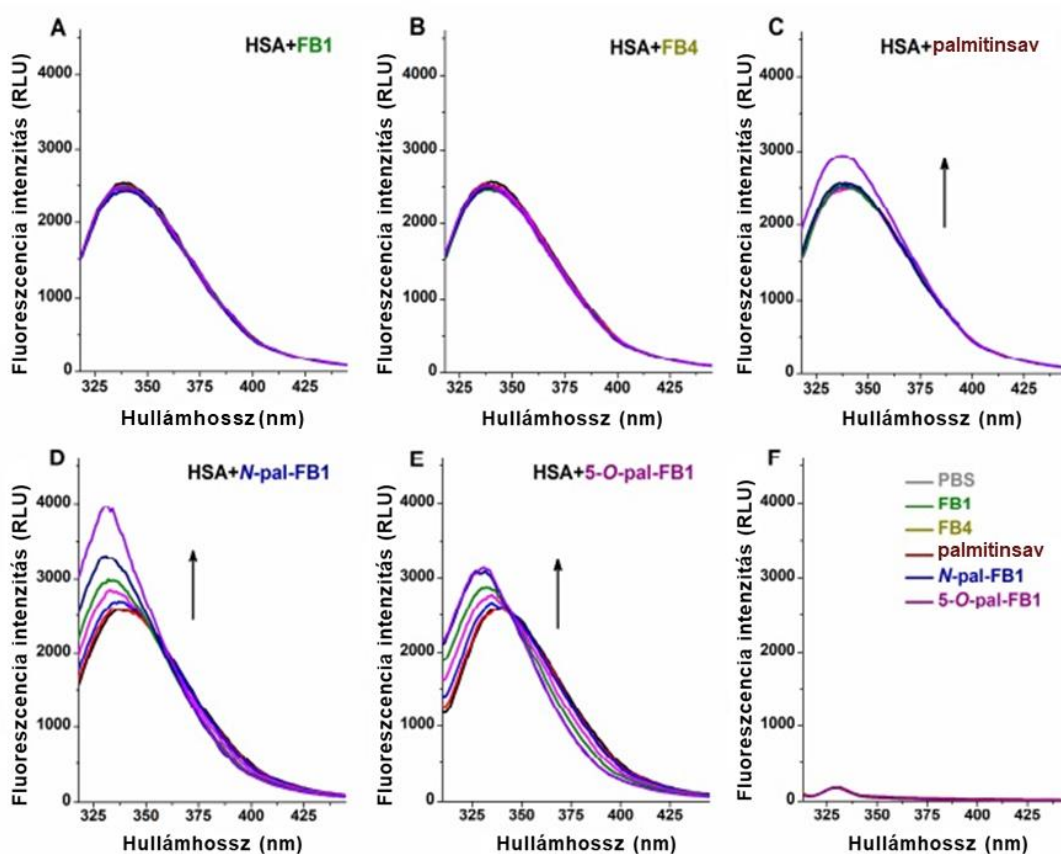 A
HSA+FB1
Fluoreszcencia intenzitás (RLU)
4000
3000
2000
1000
0
325
350
375
400
425
Hullámhossz (nm)
B
HSA+FB4
Fluoreszcencia intenzitás (RLU)
4000
3000
2000
1000
0
325
350
375
400
425
Hullámhossz (nm)
C
HSA+palmitinsav
Fluoreszcencia intenzitás (RLU)
4000
3000
2000
1000
0
325
350
375
400
425
Hullámhossz (nm)
D
HSA+N-pal-FB1
Fluoreszcencia intenzitás (RLU)
4000
3000
2000
1000
0
325
350
375
400
425
Hullámhossz (nm)
E
HSA+5-O-pal-FB1
Fluoreszcencia intenzitás (RLU)
4000
3000
2000
1000
0
325
350
375
400
425
Hullámhossz (nm)
F
PBS
FB1
FB4
palmitinsav
N-pal-FB1
5-O-pal-FB1
Fluoreszcencia intenzitás (RLU)
4000
3000
2000
1000
0
325
350
375
400
425
Hullámhossz (nm)